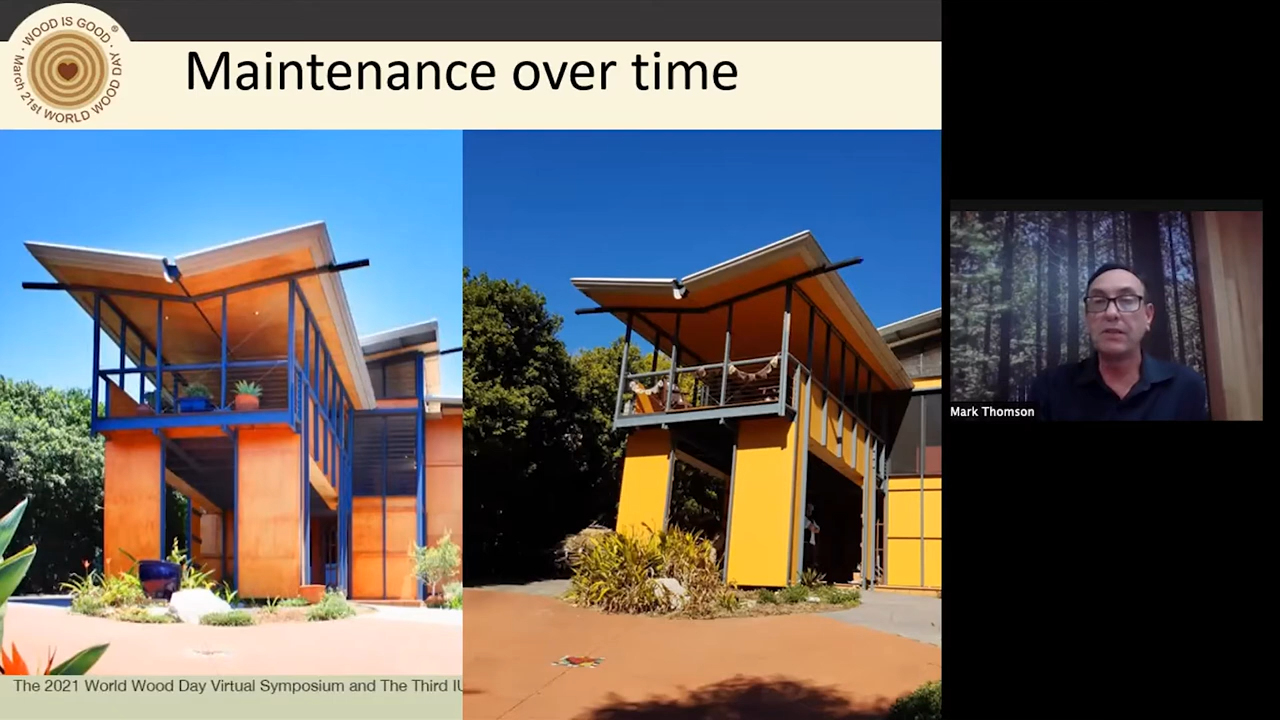 WOOD IS GOOD ®
March 21st WORLD WOOD DAY
Maintenance over time
The 2021 World Wood Day Virtual Symposium and The Third IU
Mark Thomson